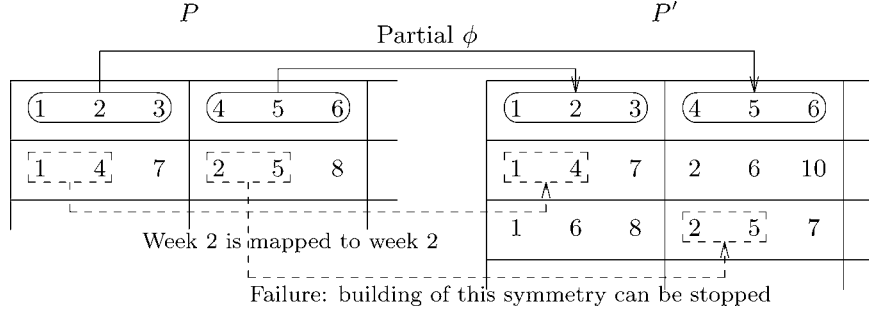 P P′
Partial ϕ
1 2 3 4 5 6 1 2 3 4 5 6
1 4 7 2 5 8 1 4 7 2 6 10
1 6 8 2 5 7
Week 2 is mapped to week 2
Failure: building of this symmetry can be stopped